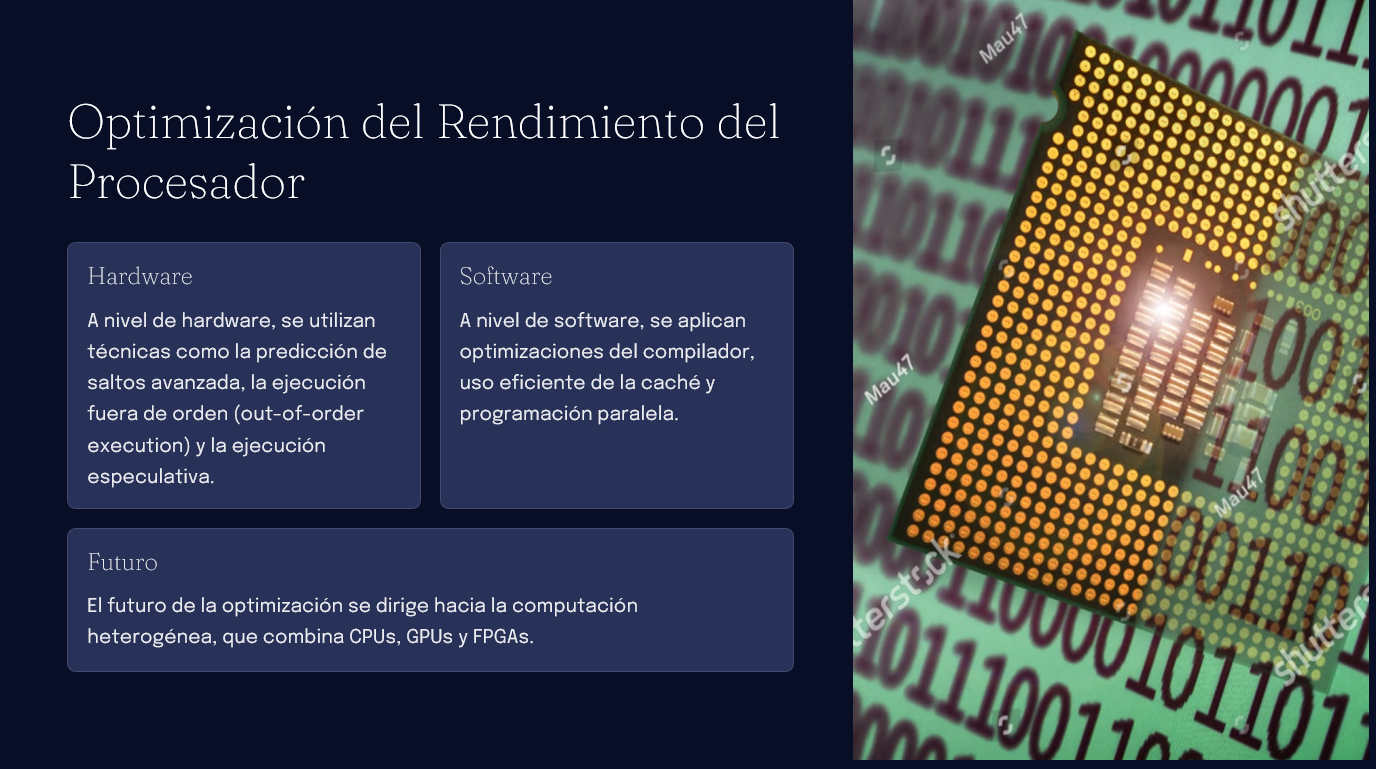 Optimización del Rendimiento del
Procesador
Hardware
A nivel de hardware, se utilizan
técnicas como la predicción de
saltos avanzada, la ejecución
fuera de orden (out-of-order
execution) y la ejecución
especulativa.
Software
A nivel de software, se aplican
optimizaciones del compilador,
uso eficiente de la caché y
programación paralela.
Futuro
El futuro de la optimización se dirige hacia la computación
heterogénea, que combina CPUs, GPUs y FPGAs.
Mau47
Mau47
Mau47